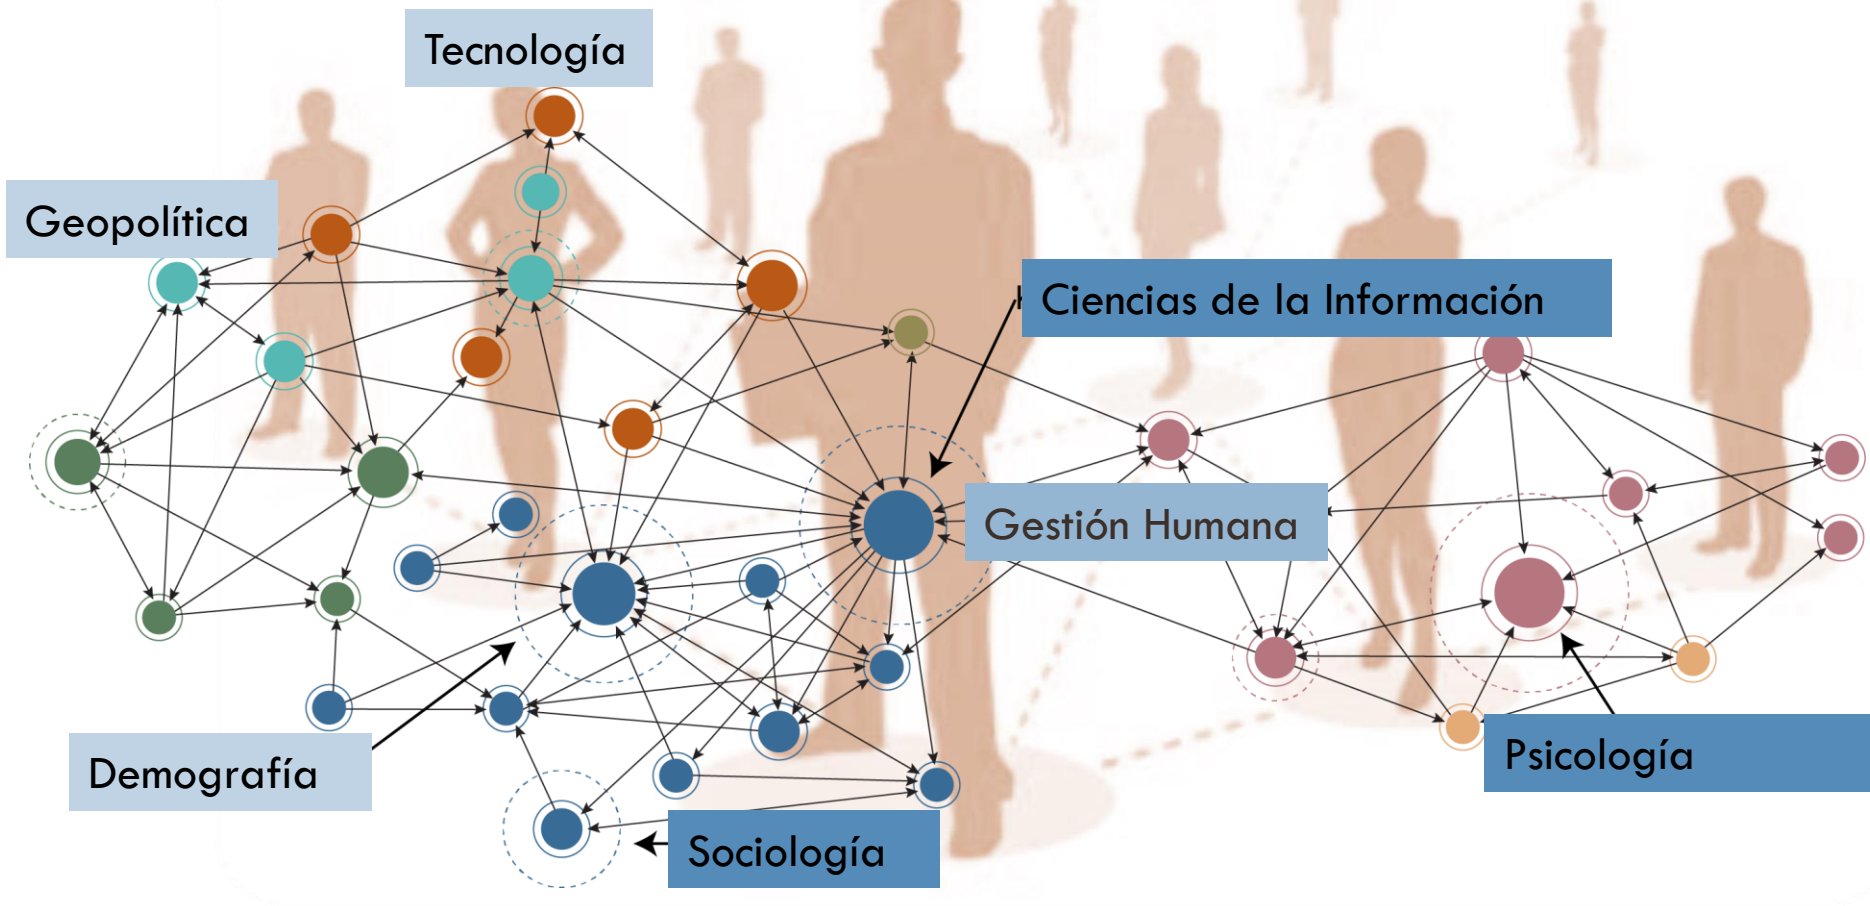 Tecnología
Geopolítica
Ciencias de la Información
Gestión Humana
Demografía
Psicología
Sociología